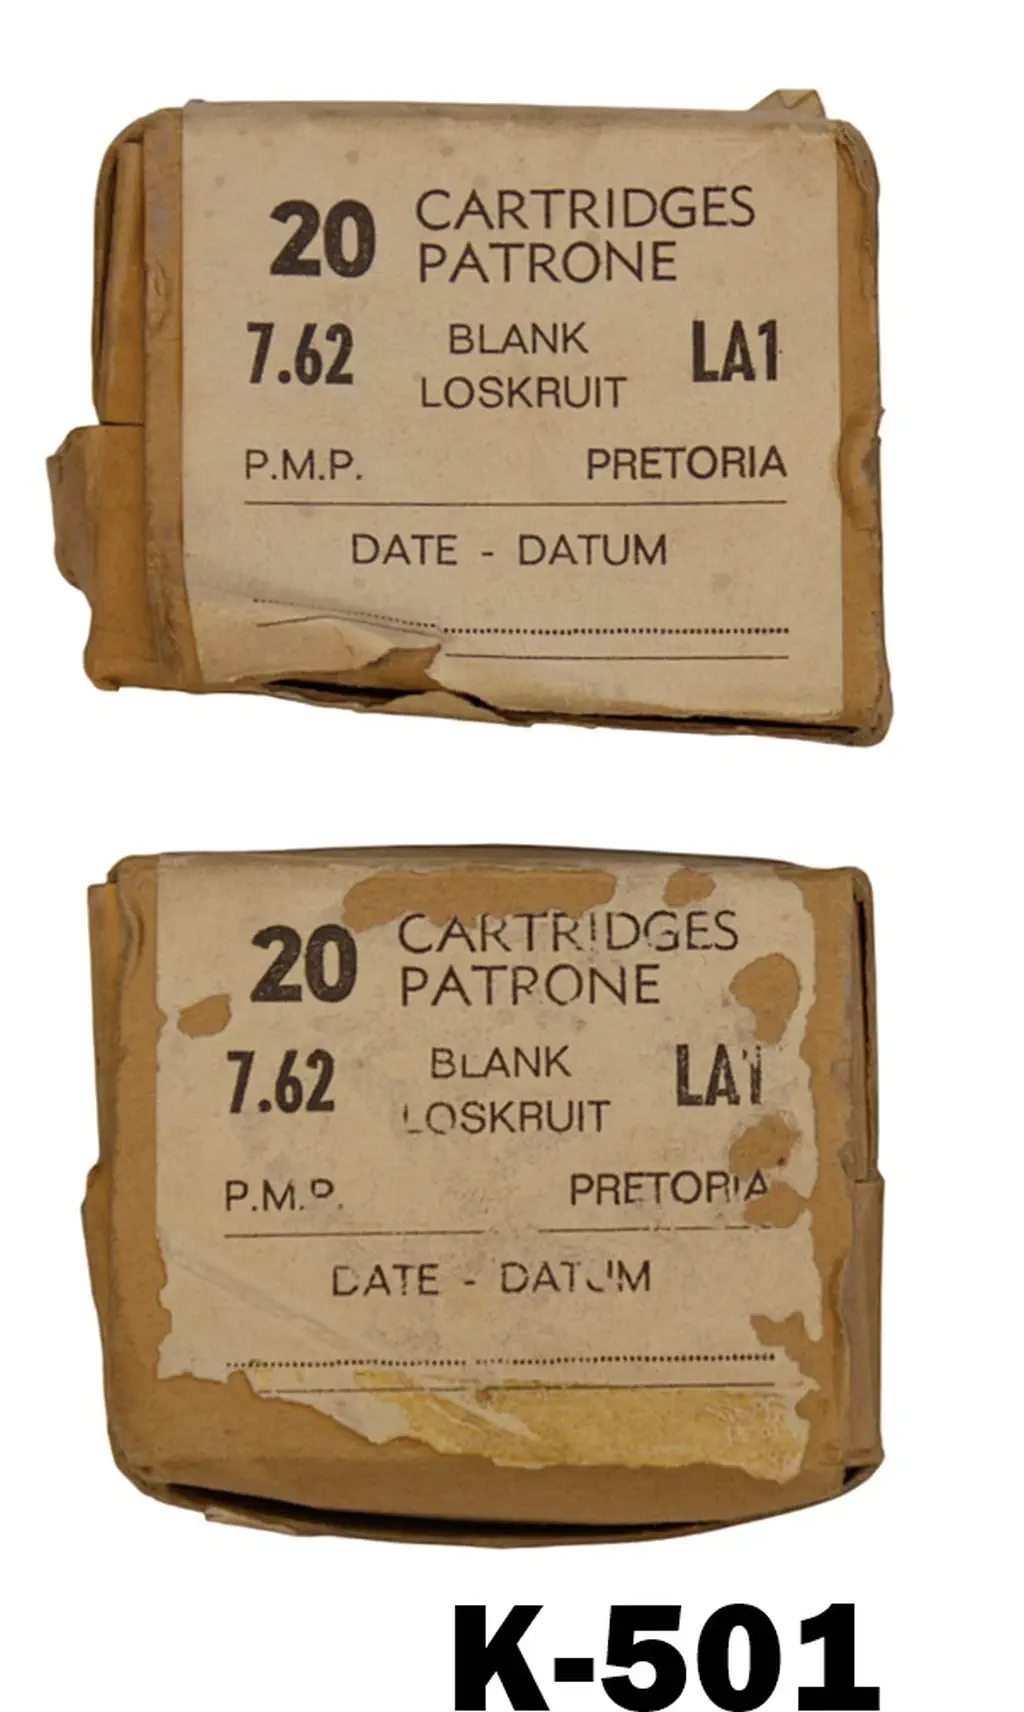 20 CARTRIDGES
PATRONE
7.62 BLANK LA1
LOSKRUIT
P.M.P. PRETORIA
DATE - DATUM
20 CARTRIDGES
PATRONE
7.62 BLANK LA1
LOSKRUIT
P.M.P. PRETORIA
DATE - DATUM
K-501